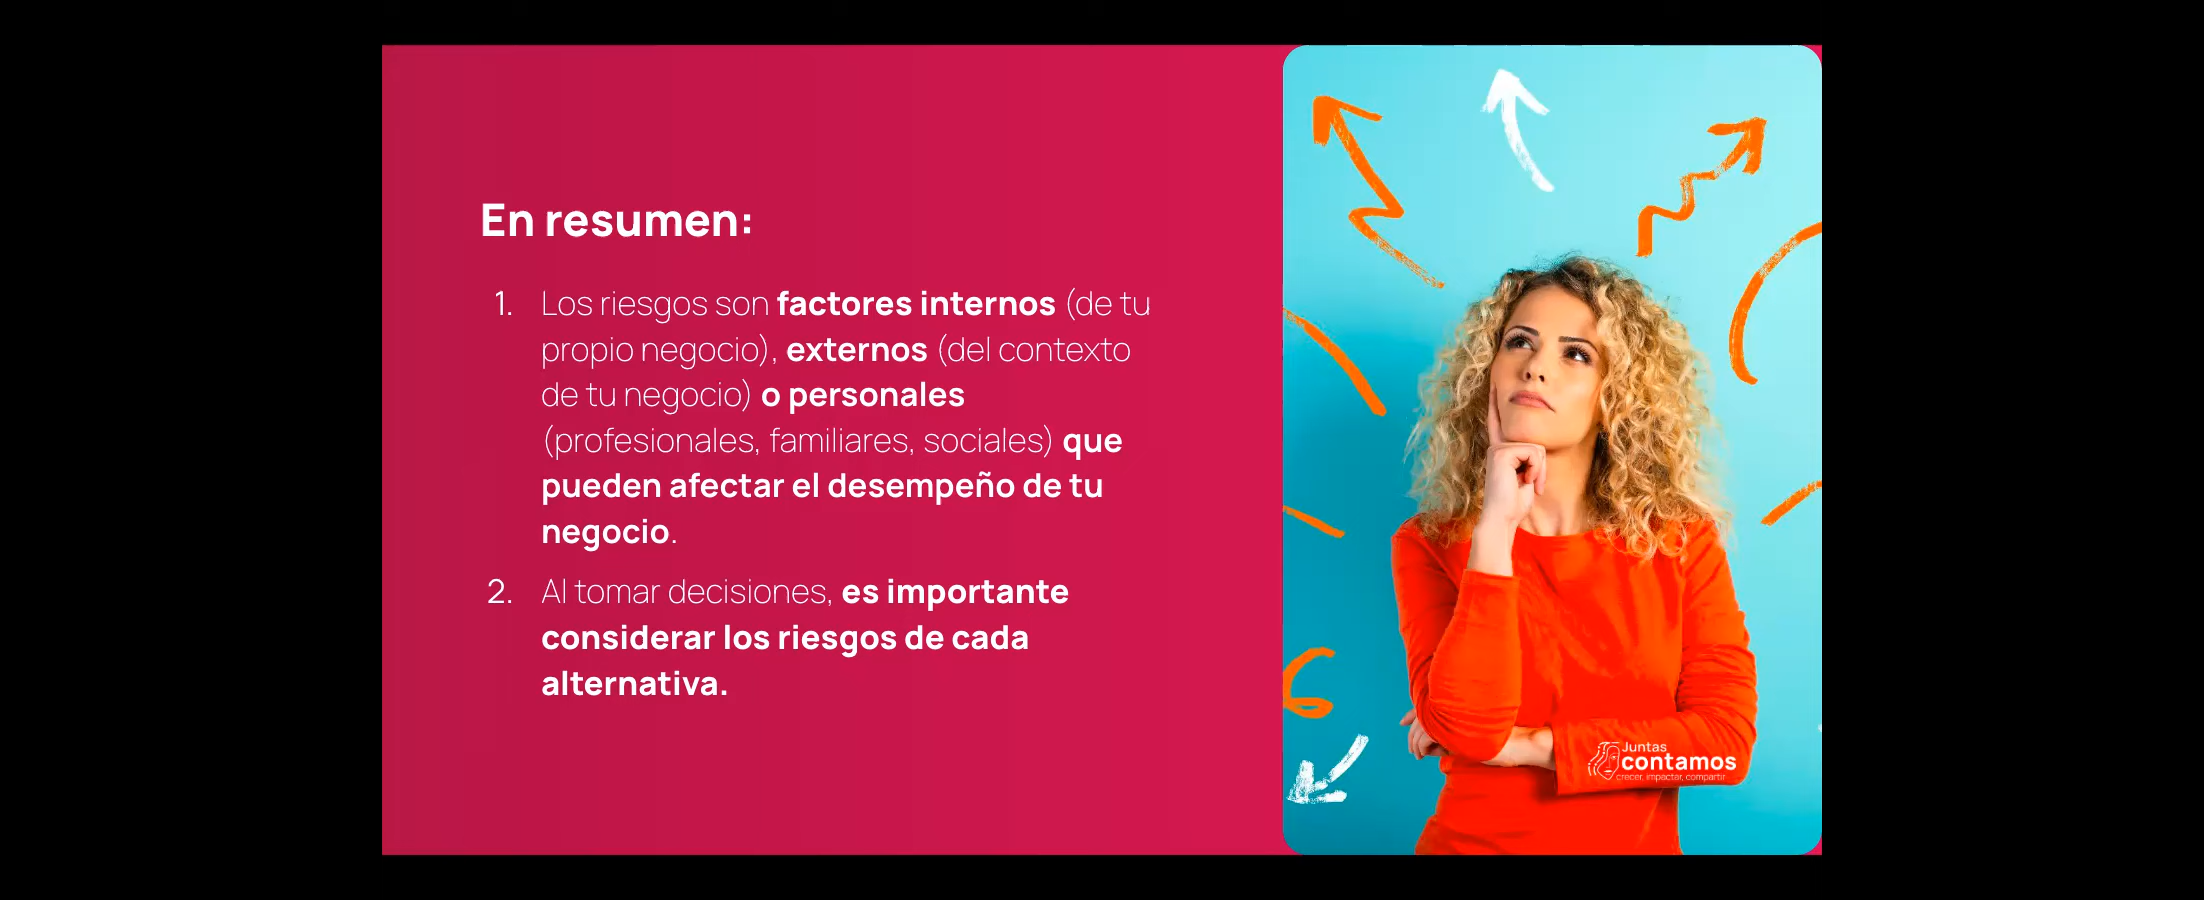 En resumen:
1. Los riesgos son factores internos (de tu
propio negocio), externos (del contexto
de tu negocio) o personales
(profesionales, familiares, sociales) que
pueden afectar el desempeño de tu
negocio.
2. Al tomar decisiones, es importante
considerar los riesgos de cada
alternativa.
Juntas
contamos
crecer, impactar, compartir